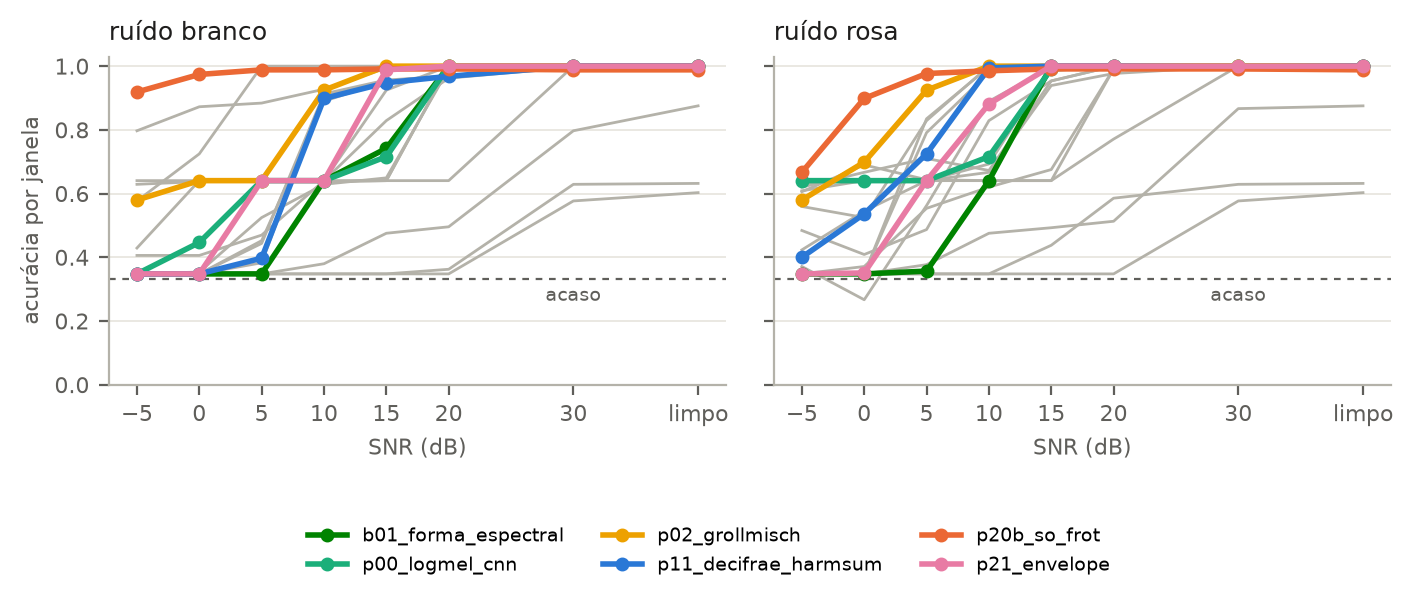 ruído branco
ruído rosa
acurácia por janela
1.0
0.8
0.6
0.4
0.2
0.0
acaso
acaso
−5 0 5 10 15 20 30 limpo
−5 0 5 10 15 20 30 limpo
SNR (dB)
SNR (dB)
b01_forma_espectral
p02_grollmisch
p20b_so_frot
p00_logmel_cnn
p11_decifrae_harmsum
p21_envelope